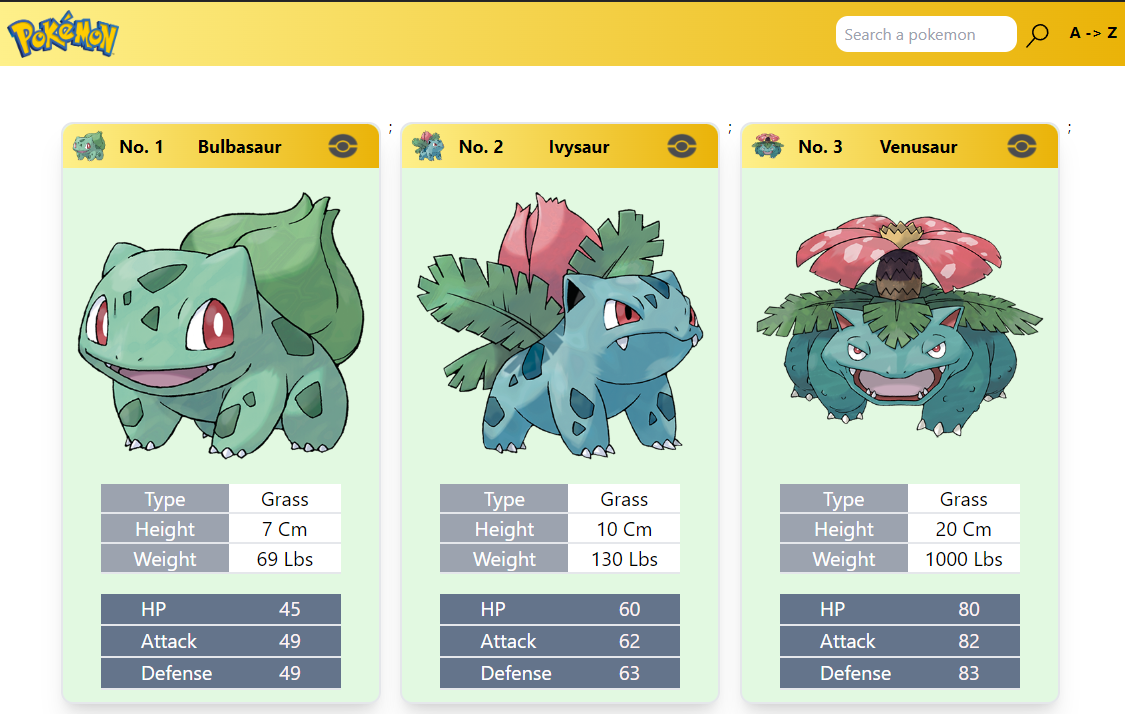 Pokémon
Search a pokemon
A -> Z
No. 1 Bulbasaur ;
No. 2 Ivysaur ;
No. 3 Venusaur ;
Type Grass
Height 7 Cm
Weight 69 Lbs
HP 45
Attack 49
Defense 49
Type Grass
Height 10 Cm
Weight 130 Lbs
HP 60
Attack 62
Defense 63
Type Grass
Height 20 Cm
Weight 1000 Lbs
HP 80
Attack 82
Defense 83